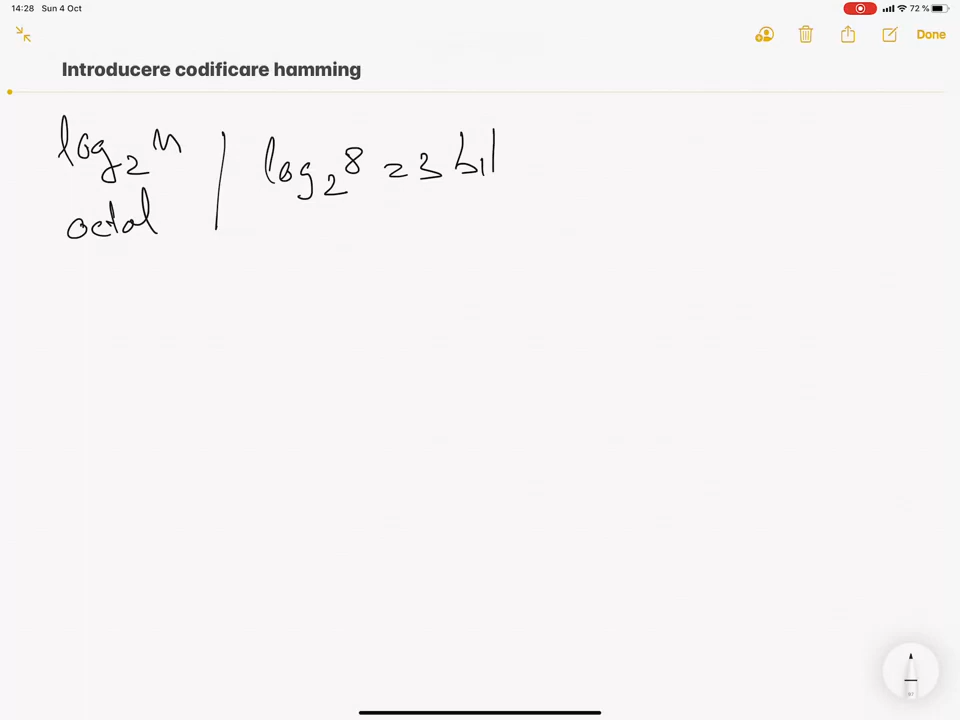 14:28 Sun 4 Oct 72 %
Done
Introducere codificare hamming
log₂ n | log₂ 8 = 3 bit
octal